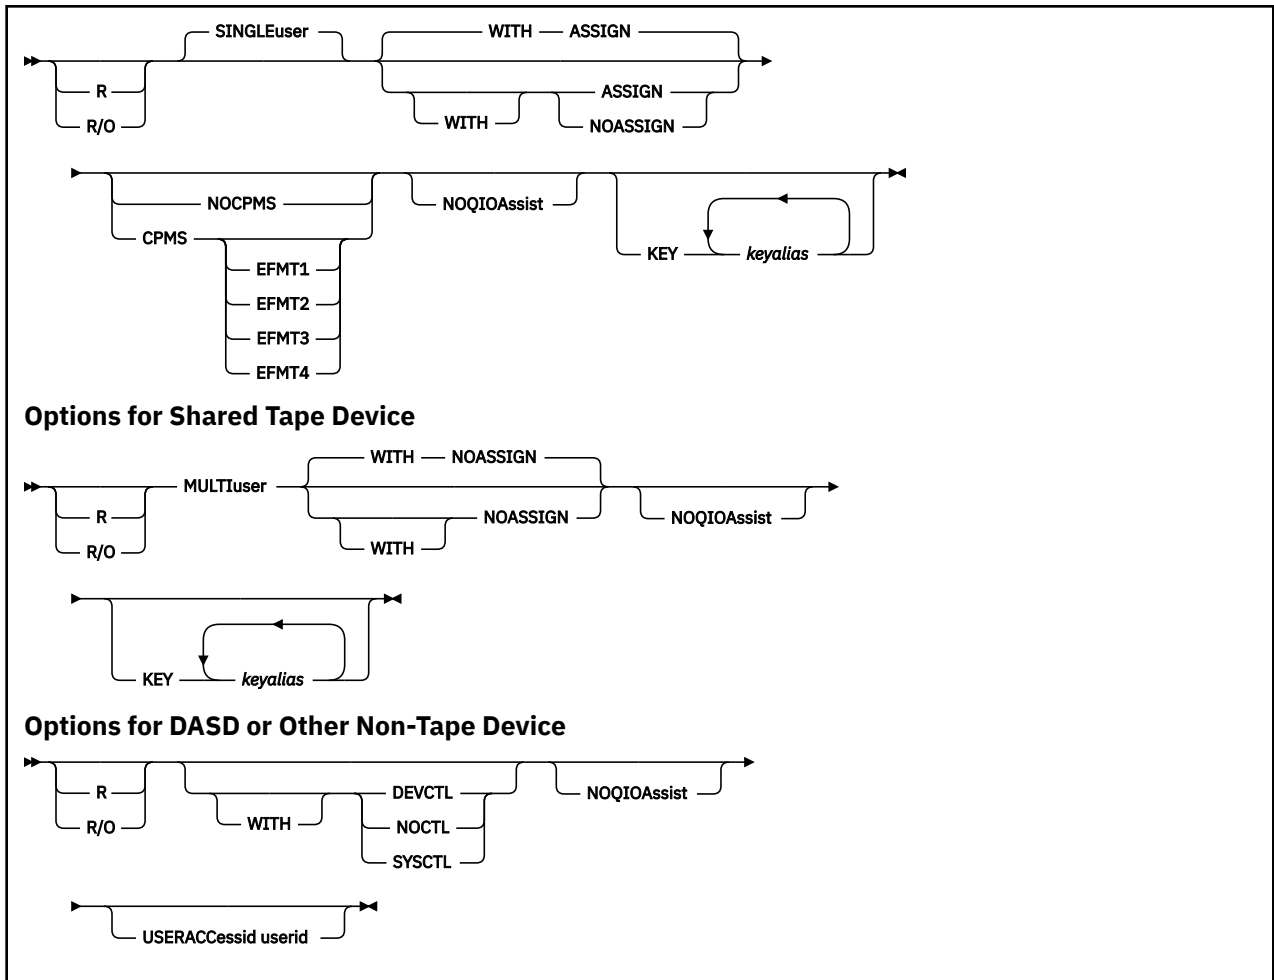 SINGLEuser WITH ASSIGN
R ASSIGN
R/O WITH NOASSIGN
NOCPMS NOQIOAssist
CPMS KEY keyalias
EFMT1
EFMT2
EFMT3
EFMT4
Options for Shared Tape Device
WITH NOASSIGN
MULTIuser
R NOASSIGN NOQIOAssist
R/O WITH
KEY keyalias
Options for DASD or Other Non-Tape Device
R DEVCTL NOQIOAssist
R/O WITH NOCTL
SYSCTL
USERACCessid userid